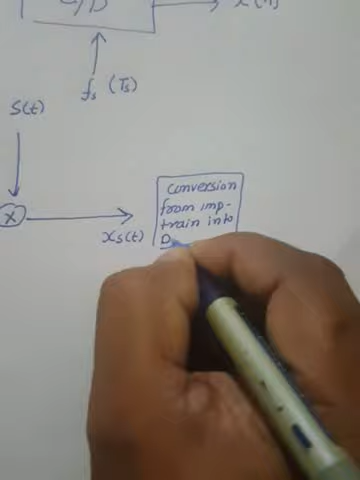 C/D
x(n)
fs (Ts)
S(t)
X
xs(t)
conversion
from imp-
train into
D